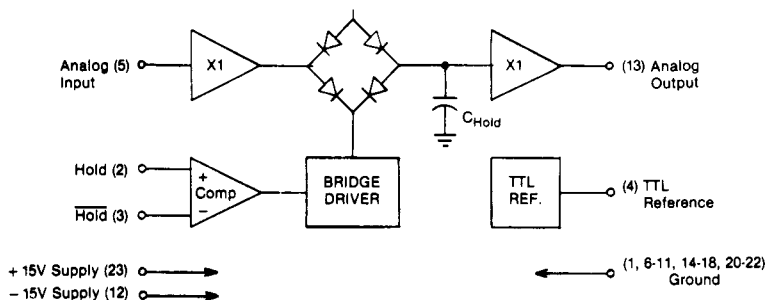 Analog (5)
Input
X1
X1
(13) Analog
Output
CHold
Hold (2)
Hold (3)
+
Comp
−
BRIDGE
DRIVER
TTL
REF.
(4) TTL
Reference
+ 15V Supply (23)
− 15V Supply (12)
(1, 6-11, 14-18, 20-22)
Ground